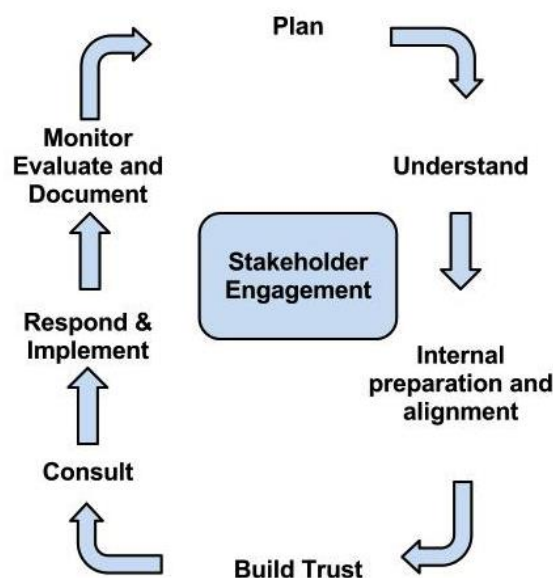 Plan
Understand
Internal
preparation and
alignment
Build Trust
Consult
Respond &
Implement
Monitor
Evaluate and
Document
Stakeholder
Engagement